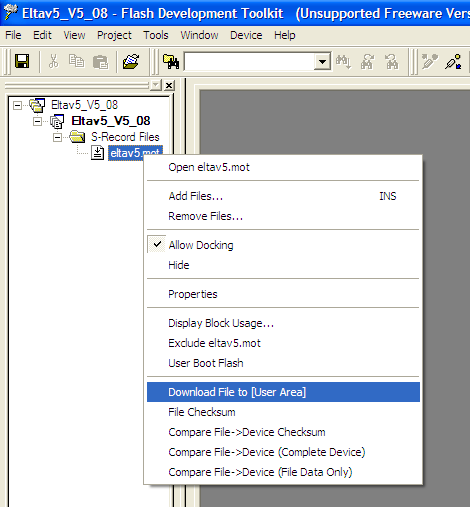 Eltav5_V5_08 - Flash Development Toolkit (Unsupported Freeware Vers
File Edit View Project Tools Window Device Help
Eltav5_V5_08
Eltav5_V5_08
S-Record Files
eltav5.mot
Open eltav5.mot
Add Files... INS
Remove Files...
Allow Docking
Hide
Properties
Display Block Usage...
Exclude eltav5.mot
User Boot Flash
Download File to [User Area]
File Checksum
Compare File->Device Checksum
Compare File->Device (Complete Device)
Compare File->Device (File Data Only)